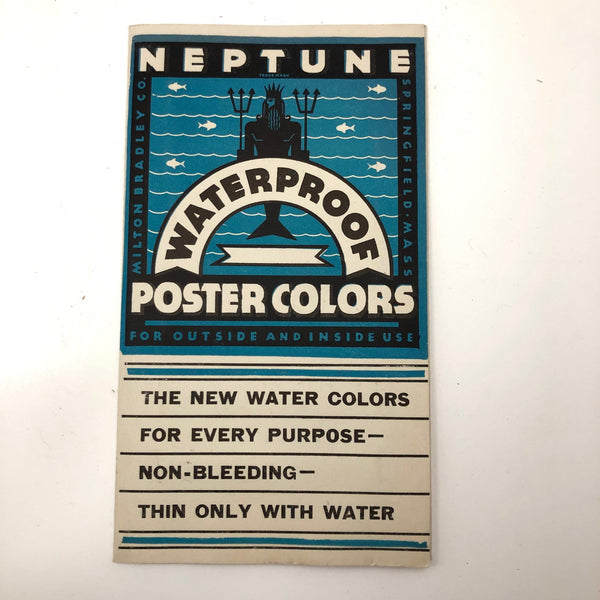 NEPTUNE
TRADE MARK
MILTON BRADLEY CO.
SPRINGFIELD · MASS
WATERPROOF
POSTER COLORS
FOR OUTSIDE AND INSIDE USE
THE NEW WATER COLORS
FOR EVERY PURPOSE—
NON-BLEEDING—
THIN ONLY WITH WATER